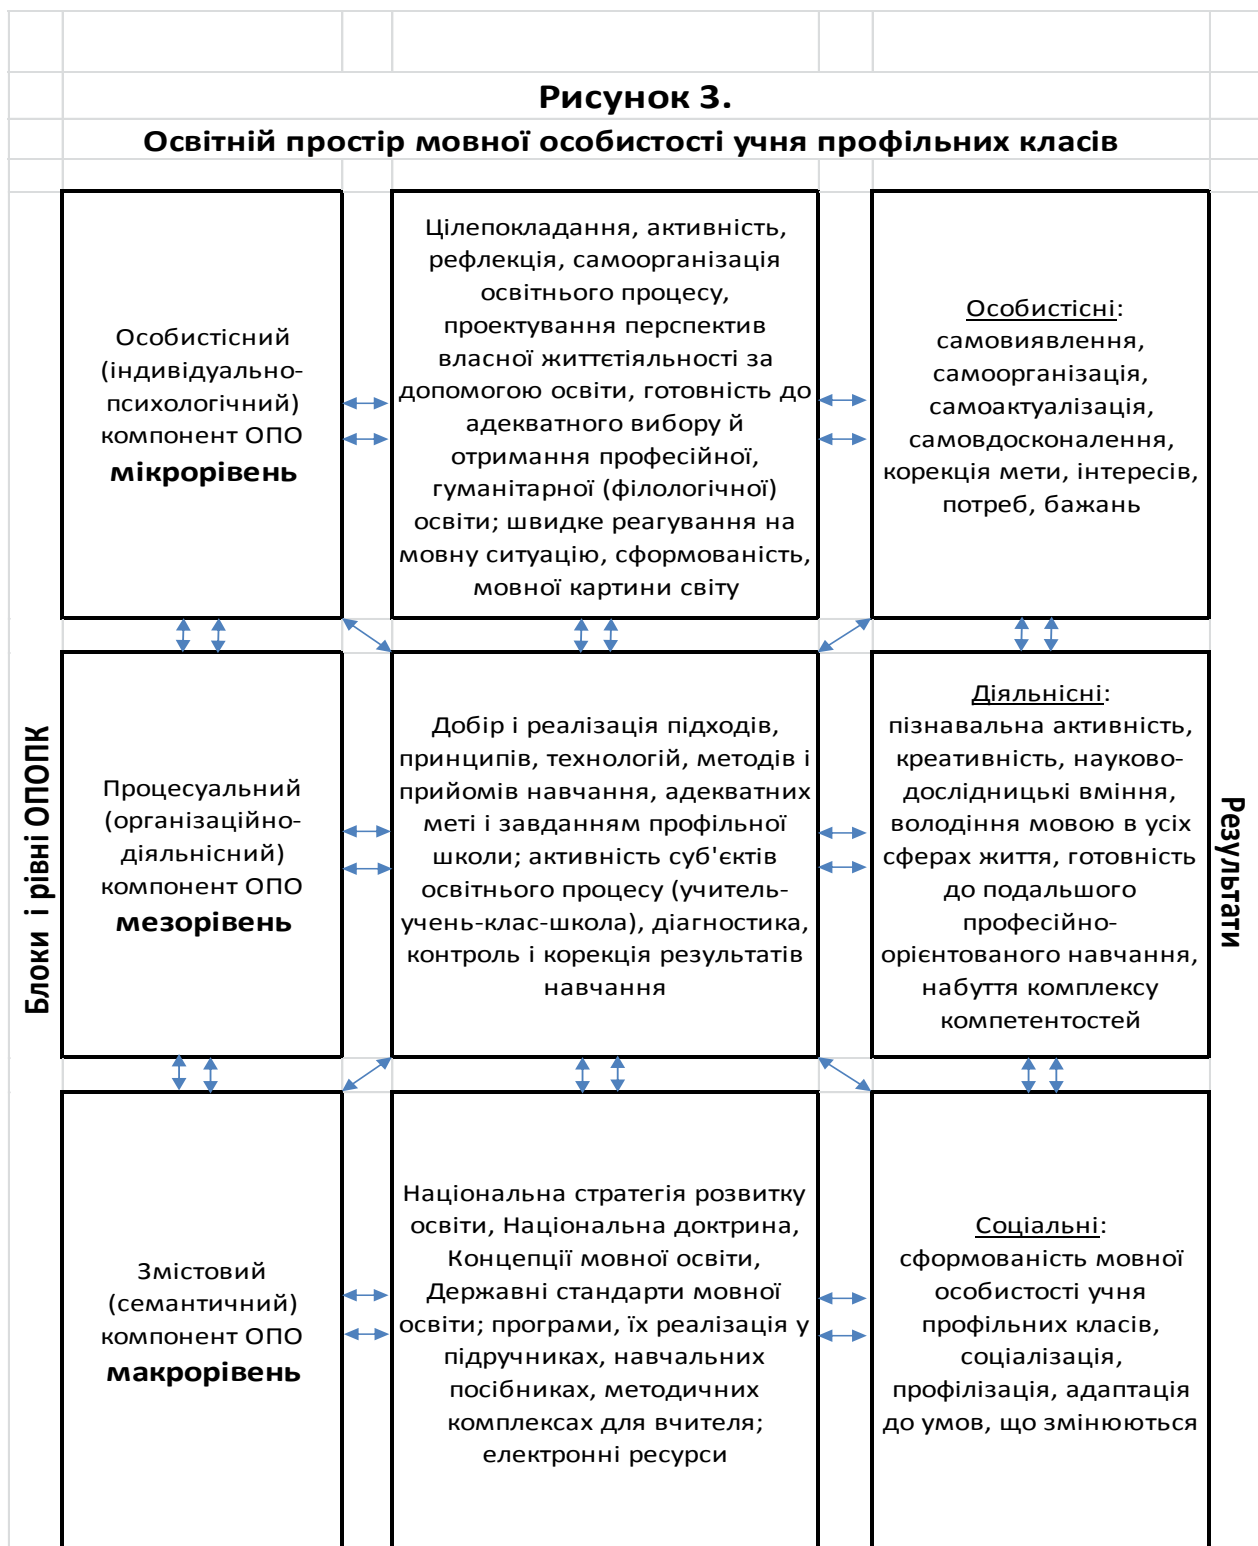 Рисунок 3.
Освітній простір мовної особистості учня профільних класів
Блоки і рівні ОПОПК
Особистісний
(індивідуально-
психологічний)
компонент ОПО
мікрорівень
Цілепокладання, активність,
рефлекція, самоорганізація
освітнього процесу,
проектування перспектив
власної життєтіяльності за
допомогою освіти, готовність до
адекватного вибору й
отримання професійної,
гуманітарної (філологічної)
освіти; швидке реагування на
мовну ситуацію, сформованість,
мовної картини світу
Особистісні:
самовиявлення,
самоорганізація,
самоактуалізація,
самовдосконалення,
корекція мети, інтересів,
потреб, бажань
Процесуальний
(організаційно-
діяльнісний)
компонент ОПО
мезорівень
Добір і реалізація підходів,
принципів, технологій, методів і
прийомів навчання, адекватних
меті і завданням профільної
школи; активність суб'єктів
освітнього процесу (учитель-
учень-клас-школа), діагностика,
контроль і корекція результатів
навчання
Діяльнісні:
пізнавальна активність,
креативність, науково-
дослідницькі вміння,
володіння мовою в усіх
сферах життя, готовність
до подальшого
професійно-
орієнтованого навчання,
набуття комплексу
компетентостей
Змістовий
(семантичний)
компонент ОПО
макрорівень
Національна стратегія розвитку
освіти, Національна доктрина,
Концепції мовної освіти,
Державні стандарти мовної
освіти; програми, їх реалізація у
підручниках, навчальних
посібниках, методичних
комплексах для вчителя;
електронні ресурси
Соціальні:
сформованість мовної
особистості учня
профільних класів,
соціалізація,
профілізація, адаптація
до умов, що змінюються
Результати